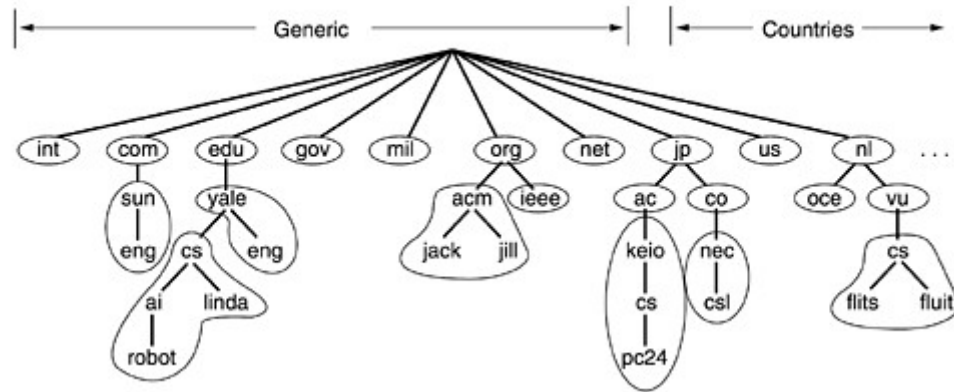 Generic Countries
int com edu gov mil org net jp us nl ...
sun yale acm ieee ac co oce vu
eng cs eng jack jill keio nec cs
ai linda cs csl flits fluit
robot pc24